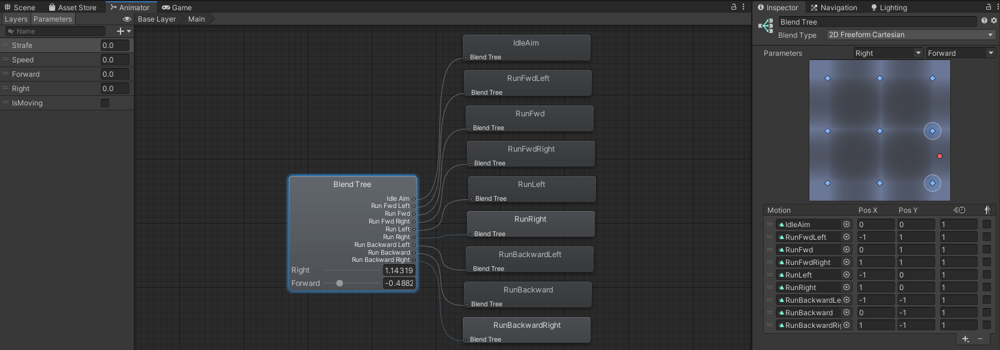 Scene Asset Store Animator Game
Layers Parameters
Base Layer Main
Name
Strafe 0.0
Speed 0.0
Forward 0.0
Right 0.0
IsMoving
Blend Tree
Idle Aim
Run Fwd Left
Run Fwd
Run Fwd Right
Run Left
Run Right
Run Backward Left
Run Backward
Run Backward Right
Right 1.14319
Forward -0.4882
IdleAim
Blend Tree
RunFwdLeft
Blend Tree
RunFwd
Blend Tree
RunFwdRight
Blend Tree
RunLeft
Blend Tree
RunRight
Blend Tree
RunBackwardLeft
Blend Tree
RunBackward
Blend Tree
RunBackwardRight
Blend Tree
Inspector Navigation Lighting
Blend Tree
Blend Type 2D Freeform Cartesian
Parameters Right Forward
Motion Pos X Pos Y
IdleAim 0 0 1
RunFwdLeft -1 1 1
RunFwd 0 1 1
RunFwdRight 1 1 1
RunLeft -1 0 1
RunRight 1 0 1
RunBackwardLe -1 -1 1
RunBackward 0 -1 1
RunBackwardRig 1 -1 1